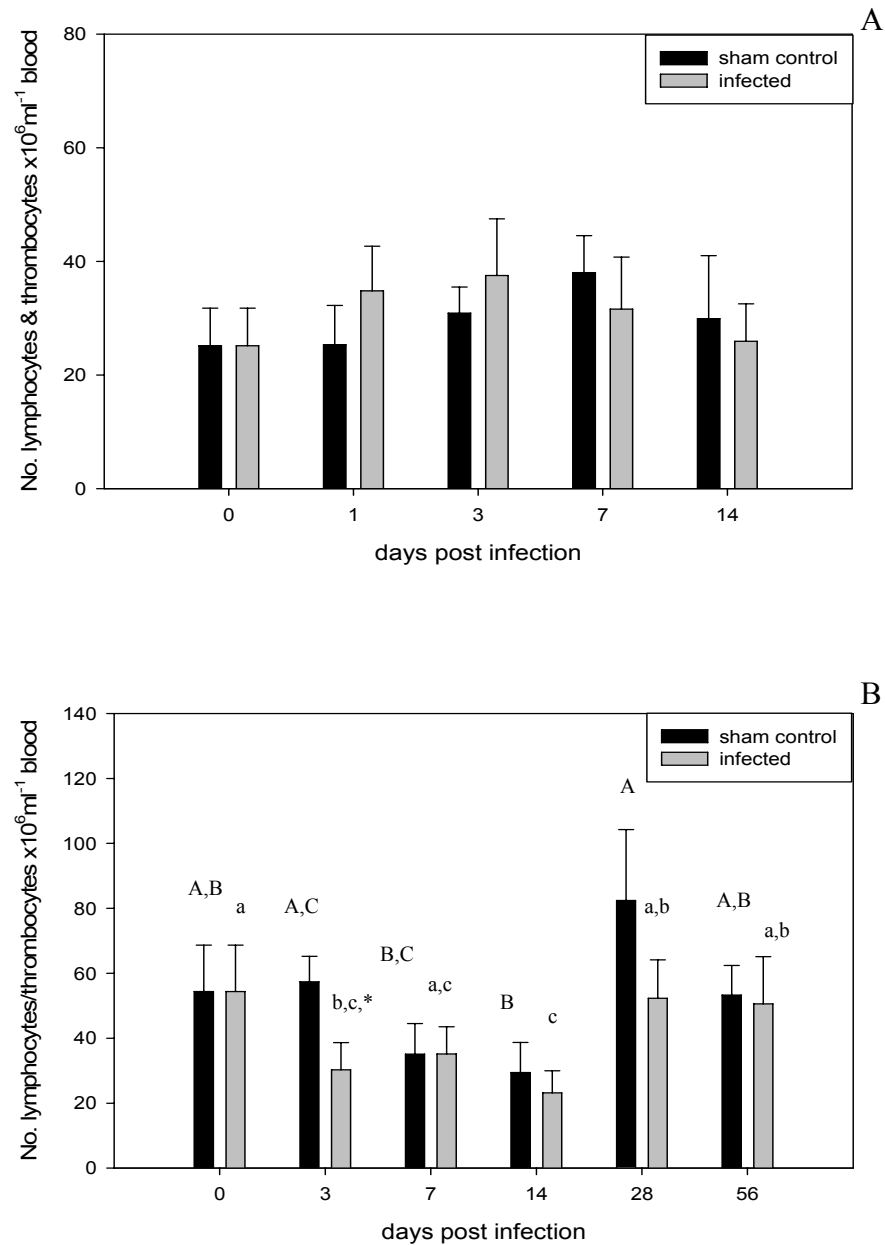 A
No. lymphocytes & thrombocytes x10⁶ml⁻¹ blood
80
60
40
20
0
sham control
infected
0 1 3 7 14
days post infection
B
No. lymphocytes/thrombocytes x10⁶ml⁻¹ blood
140
120
100
80
60
40
20
0
sham control
infected
A
A,B a A,C a,b A,B
B,C a,b
b,c,* a,c B c
0 3 7 14 28 56
days post infection